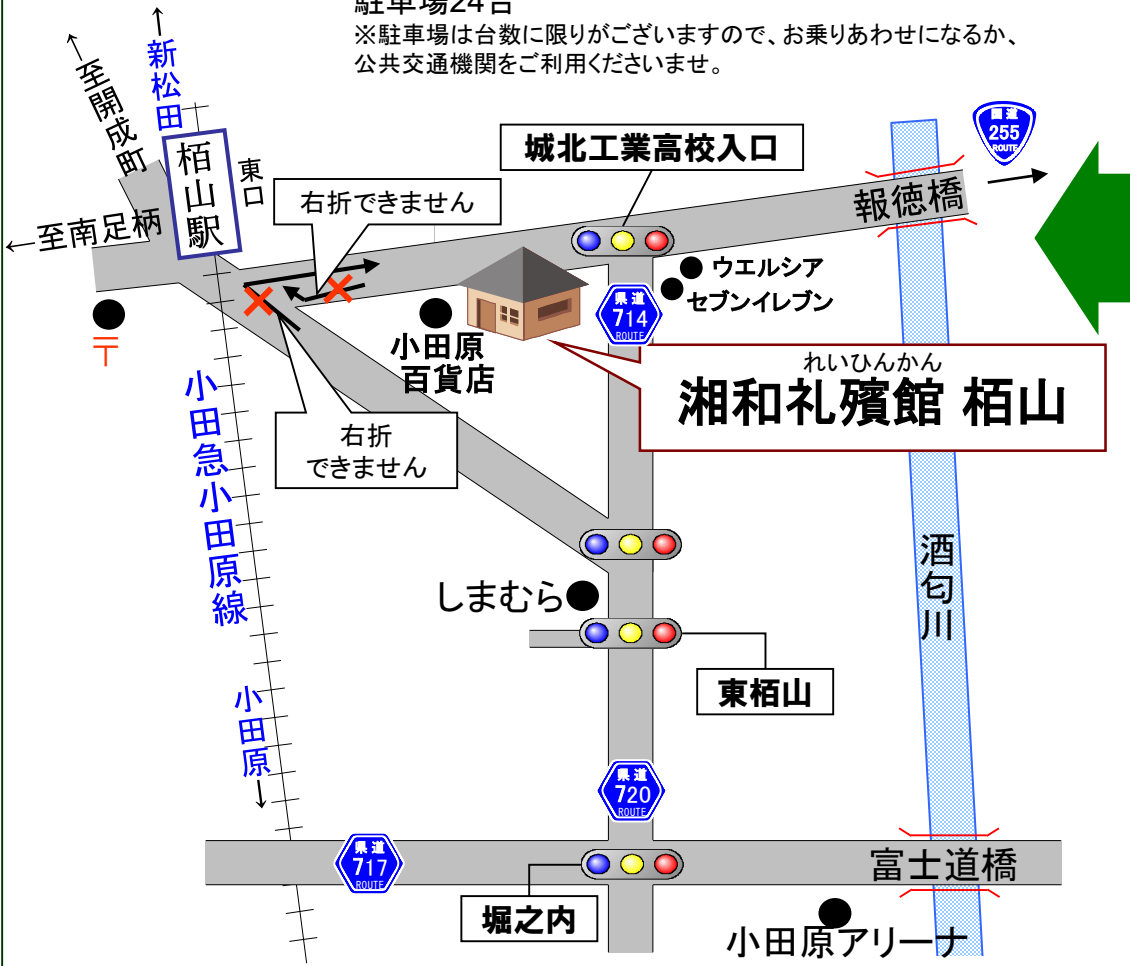 駐車場24台
※駐車場は台数に限りがございますので、お乗りあわせになるか、
公共交通機関をご利用くださいませ。
←至開成町
←新松田
栢山駅
東口
←至南足柄
右折できません
城北工業高校入口
国道
255
ROUTE
報徳橋
ウエルシア
セブンイレブン
県道
714
ROUTE
〒
小田原
百貨店
れいひんかん
湘和礼殯館 栢山
右折
できません
小田急小田原線
酒匂川
しまむら
東栢山
小田原→
県道
720
ROUTE
県道
717
ROUTE
富士道橋
堀之内
小田原アリーナ